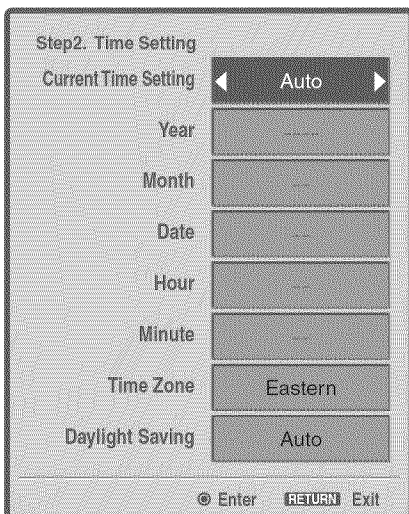 Step2. Time Setting
Current Time Setting ◀ Auto ▶
Year ----
Month --
Date --
Hour --
Minute --
Time Zone Eastern
Daylight Saving Auto
◉ Enter RETURN Exit